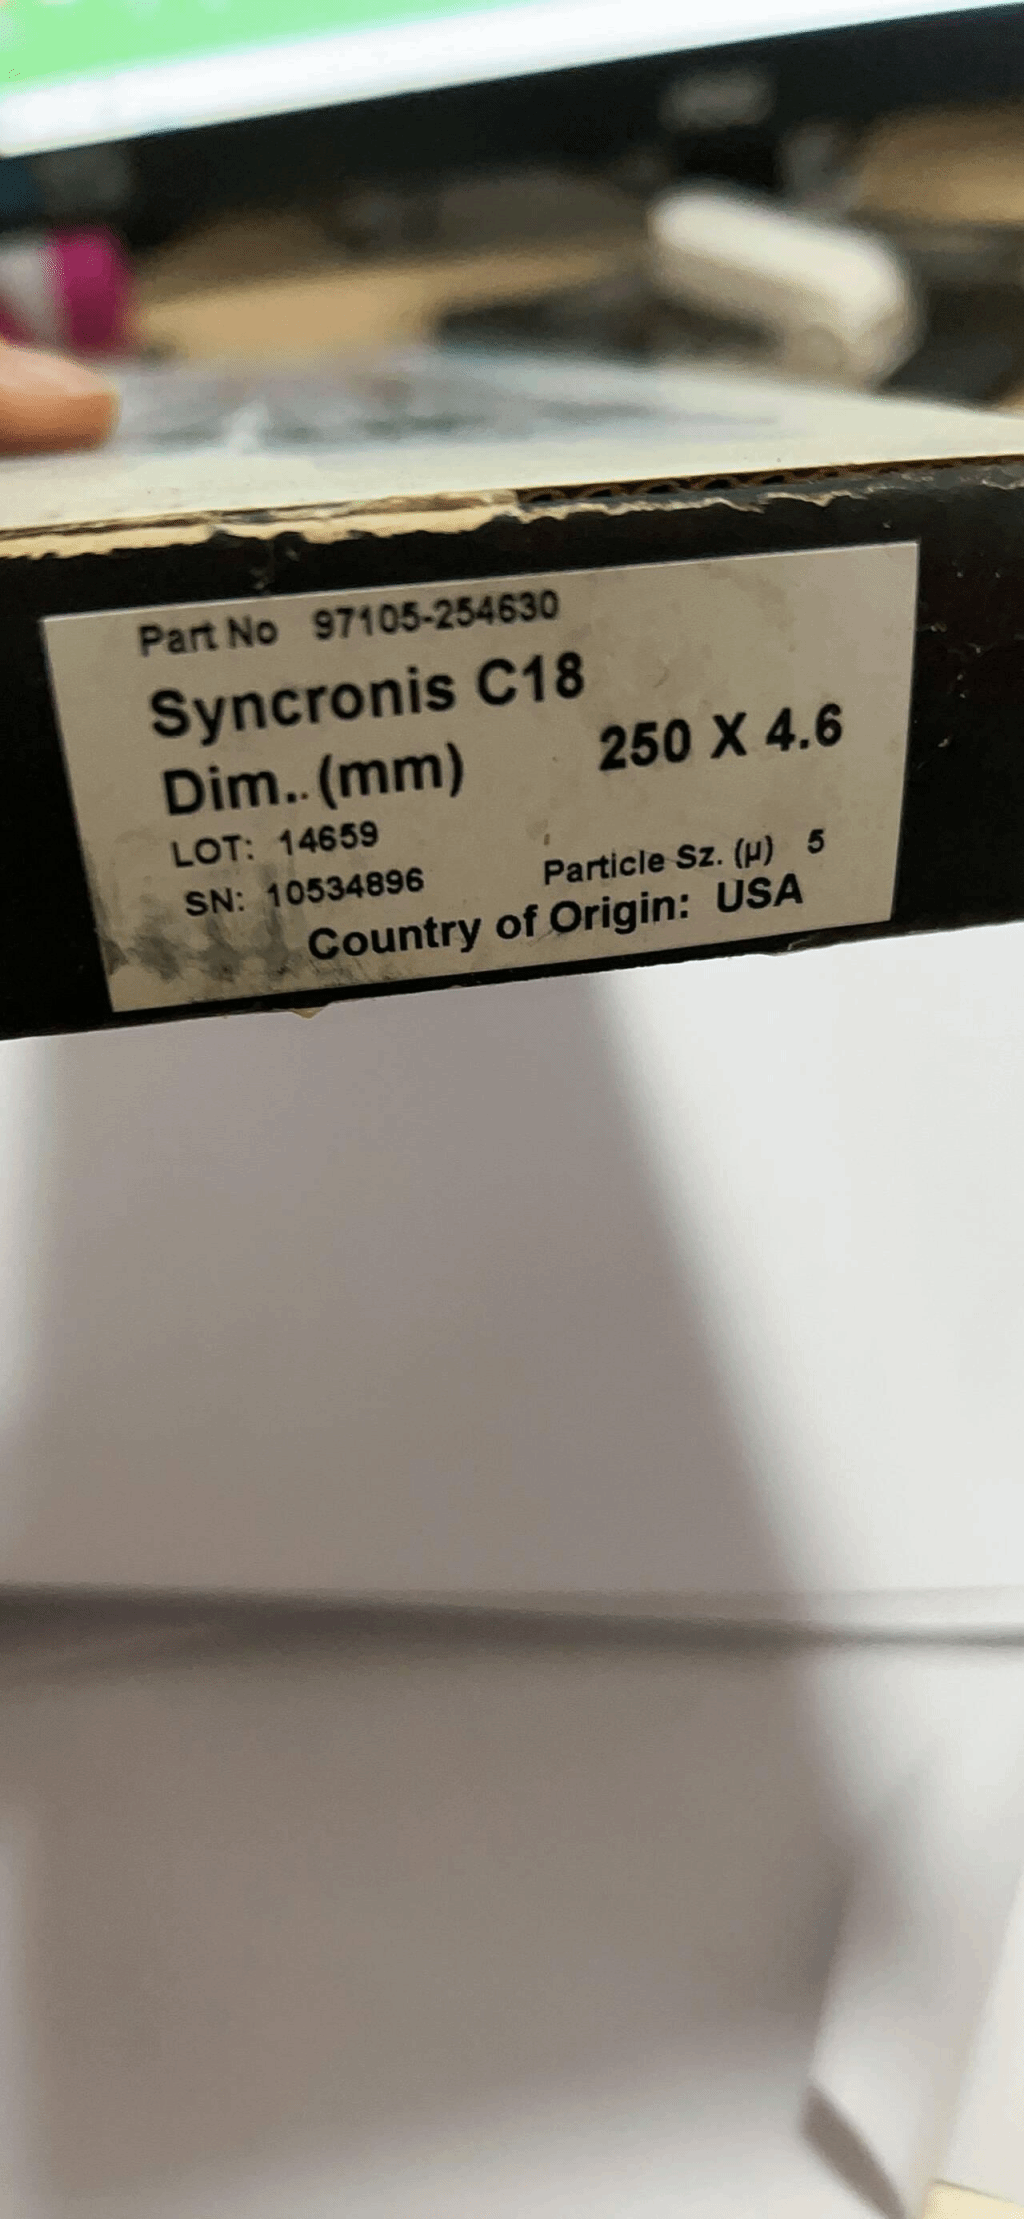 Part No 97105-254630
Syncronis C18
Dim.. (mm) 250 X 4.6
LOT: 14659
SN: 10534896 Particle Sz. (µ) 5
Country of Origin: USA